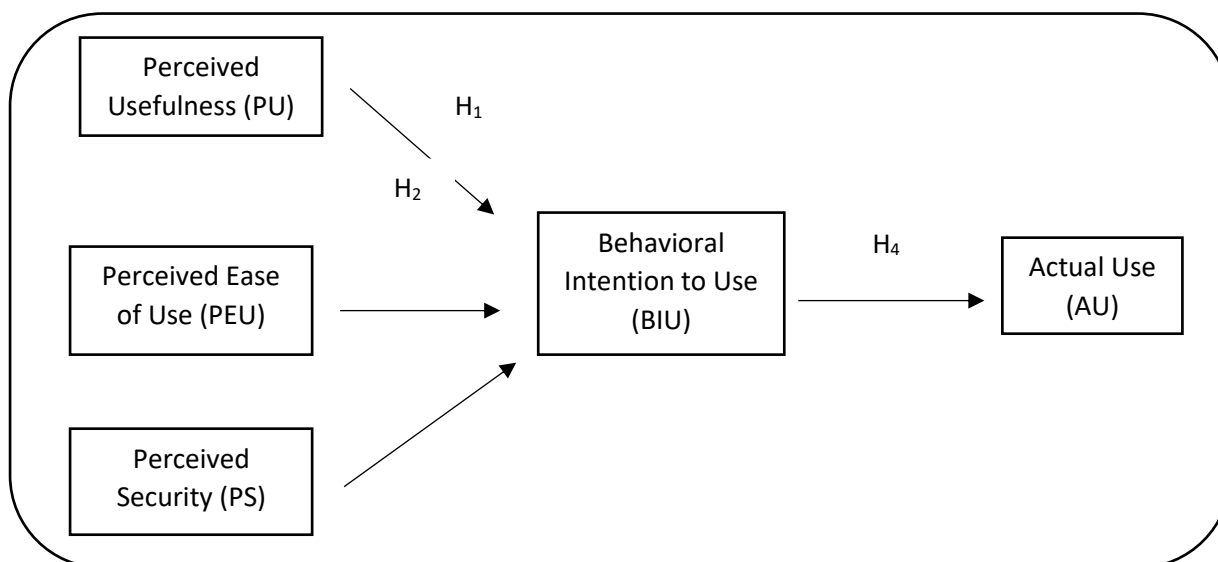 Perceived
Usefulness (PU)
H₁
H₂
Perceived Ease
of Use (PEU)
Behavioral
Intention to Use
(BIU)
H₄
Actual Use
(AU)
Perceived
Security (PS)